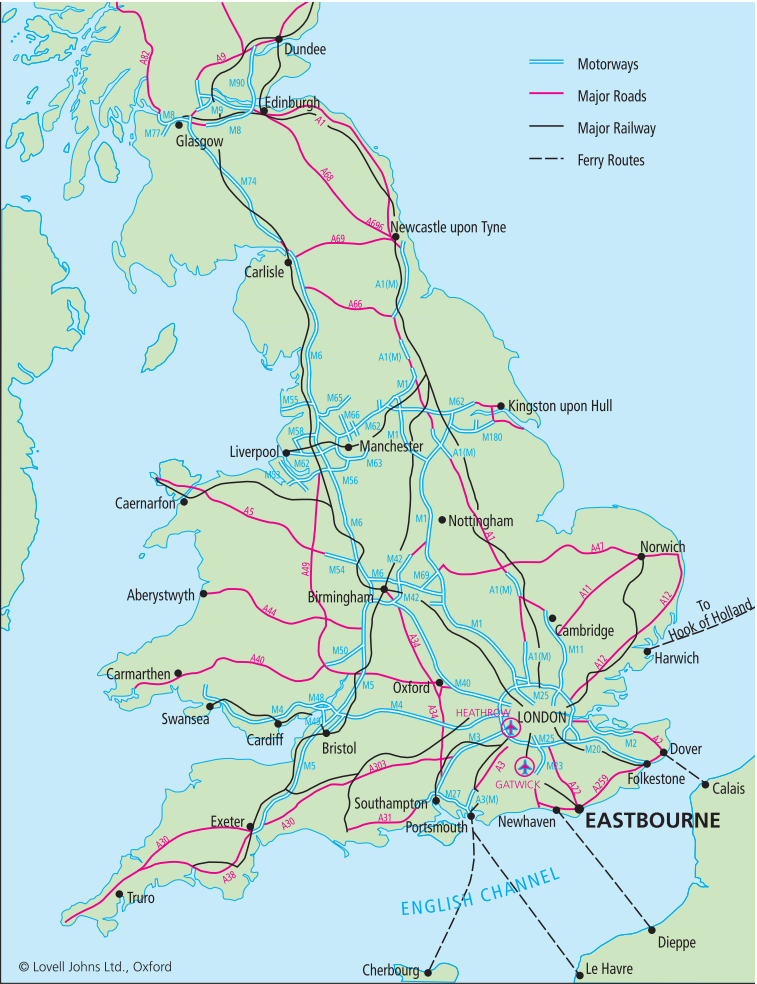 Dundee
A82
A9
M90
Motorways
Major Roads
Major Railway
Ferry Routes
M8
M9
Edinburgh
A1
M77
M8
Glasgow
A68
M74
A696
Newcastle upon Tyne
A69
Carlisle
A1(M)
A66
M6
A1(M)
M1
M55
M65
M66
M62
Kingston upon Hull
M58
M62
M1
M180
Liverpool
Manchester
A1(M)
M62
M63
M53
M56
Caernarfon
A5
M6
M1
Nottingham
A1
A47
Norwich
A49
M54
M42
M6
M69
Birmingham
M42
A1(M)
A11
A12
Aberystwyth
A44
To
Hook of Holland
M1
Cambridge
A34
M50
A1(M)
M11
A12
Harwich
Carmarthen
A40
M5
Oxford
M40
M25
Swansea
M4
M48
M49
M4
A34
HEATHROW
LONDON
Cardiff
Bristol
M3
M25
M20
M2
A2
Dover
M5
A303
A3
M23
GATWICK
A22
A259
Folkestone
Calais
Southampton
M27
A3(M)
Exeter
A30
A31
Portsmouth
Newhaven
EASTBOURNE
A30
A38
Truro
ENGLISH CHANNEL
Dieppe
© Lovell Johns Ltd., Oxford
Cherbourg
Le Havre